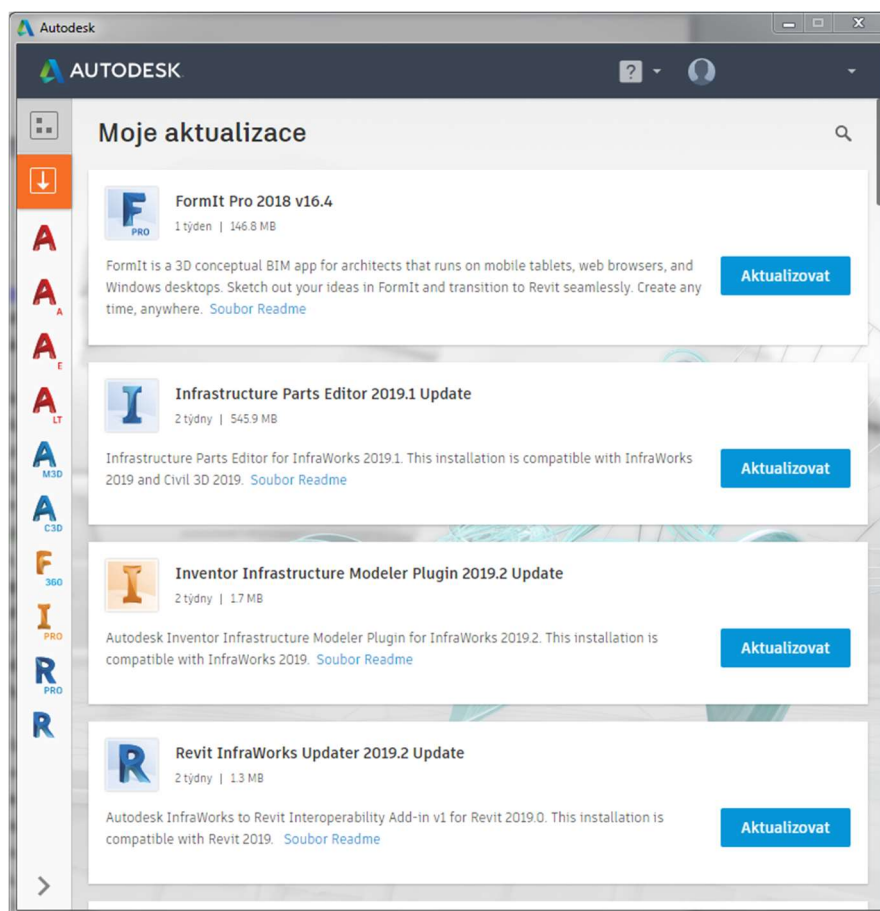 Autodesk
AUTODESK.
?
Moje aktualizace
FormIt Pro 2018 v16.4
1 týden | 146.8 MB
FormIt is a 3D conceptual BIM app for architects that runs on mobile tablets, web browsers, and
Windows desktops. Sketch out your ideas in FormIt and transition to Revit seamlessly. Create any
time, anywhere. Soubor Readme
Aktualizovat
F PRO
Infrastructure Parts Editor 2019.1 Update
2 týdny | 545.9 MB
Infrastructure Parts Editor for InfraWorks 2019.1. This installation is compatible with InfraWorks
2019 and Civil 3D 2019. Soubor Readme
Aktualizovat
I
Inventor Infrastructure Modeler Plugin 2019.2 Update
2 týdny | 1.7 MB
Autodesk Inventor Infrastructure Modeler Plugin for InfraWorks 2019.2. This installation is
compatible with InfraWorks 2019. Soubor Readme
Aktualizovat
I
Revit InfraWorks Updater 2019.2 Update
2 týdny | 1.3 MB
Autodesk InfraWorks to Revit Interoperability Add-in v1 for Revit 2019.0. This installation is
compatible with Revit 2019. Soubor Readme
Aktualizovat
R
A
A A
A E
A LT
A M3D
A C3D
F 360
I PRO
R PRO
R